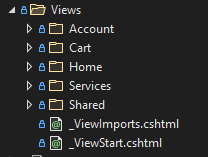 Views
Account
Cart
Home
Services
Shared
_ViewImports.cshtml
_ViewStart.cshtml